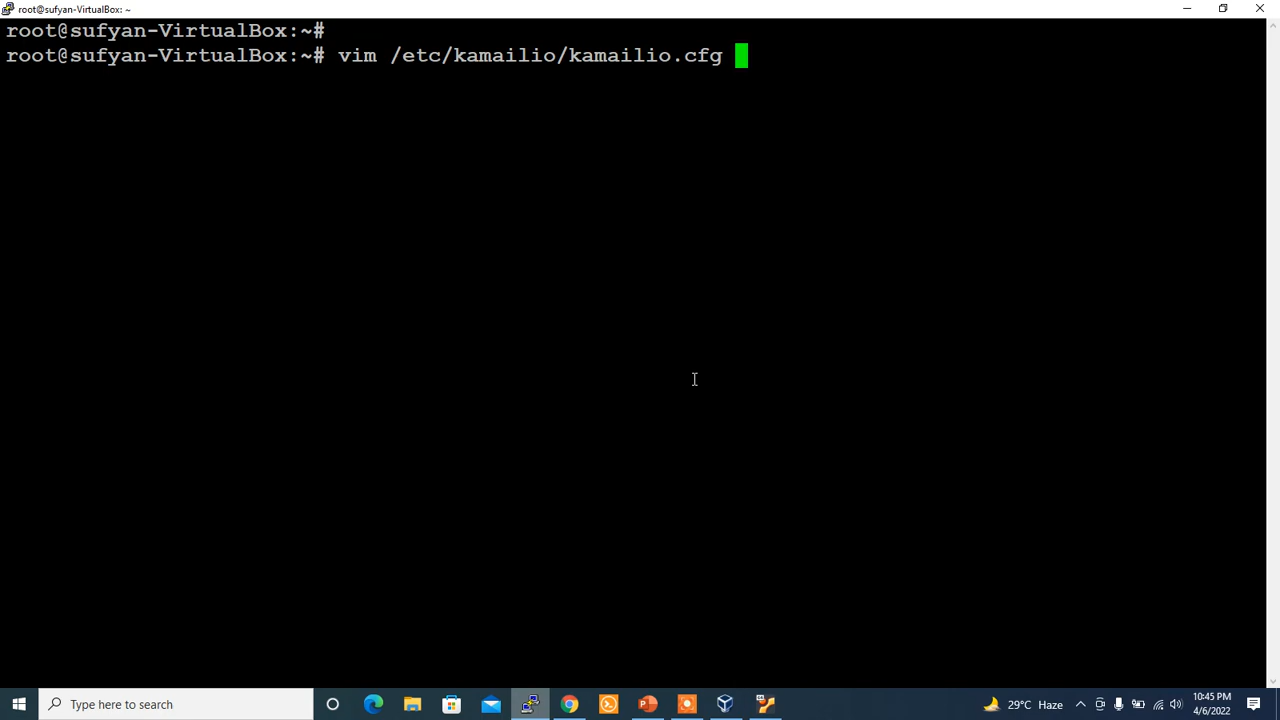 root@sufyan-VirtualBox: ~
root@sufyan-VirtualBox:~#
root@sufyan-VirtualBox:~# vim /etc/kamailio/kamailio.cfg
Type here to search
29°C Haze
10:45 PM
4/6/2022